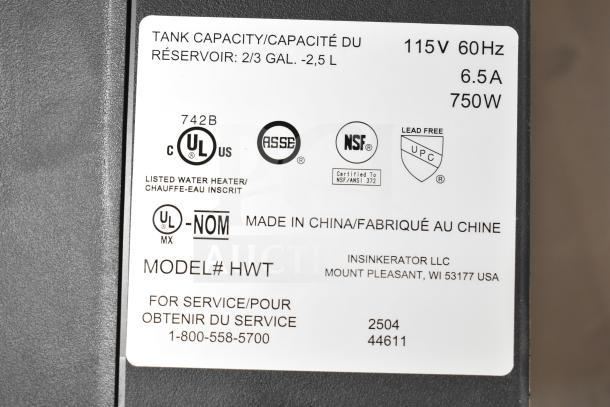 TANK CAPACITY/CAPACITÉ DU
RÉSERVOIR: 2/3 GAL. -2,5 L
115V 60Hz
6.5A
750W
742B
C UL US
LISTED WATER HEATER/
CHAUFFE-EAU INSCRIT
ASSE ®
NSF®
Certified To
NSF/ANSI 372
LEAD FREE
UPC ®
UL -NOM
MX
MADE IN CHINA/FABRIQUÉ AU CHINE
MODEL# HWT
INSINKERATOR LLC
MOUNT PLEASANT, WI 53177 USA
FOR SERVICE/POUR
OBTENIR DU SERVICE
1-800-558-5700
2504
44611